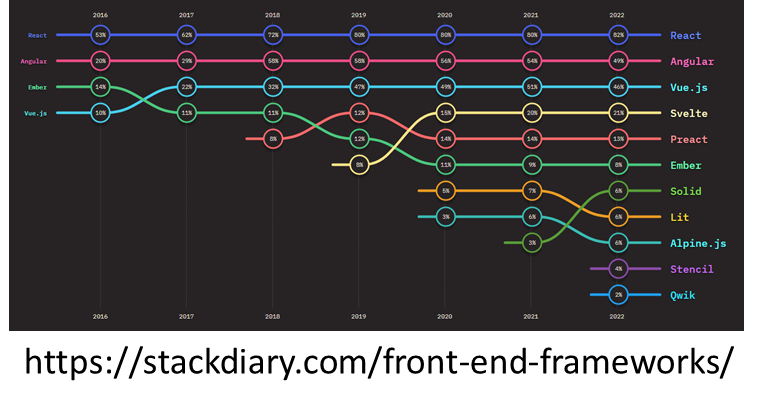 2016 2017 2018 2019 2020 2021 2022
React 53% 62% 72% 80% 80% 80% 82% React
Angular 20% 29% 58% 58% 56% 54% 49% Angular
Ember 14% 22% 32% 47% 49% 51% 46% Vue.js
Vue.js 10% 11% 11% 12% 15% 20% 21% Svelte
8% 12% 14% 14% 13% Preact
8% 11% 9% 8% Ember
5% 7% 6% Solid
3% 6% 6% Lit
3% 6% Alpine.js
4% Stencil
2% Qwik
2016 2017 2018 2019 2020 2021 2022
https://stackdiary.com/front-end-frameworks/